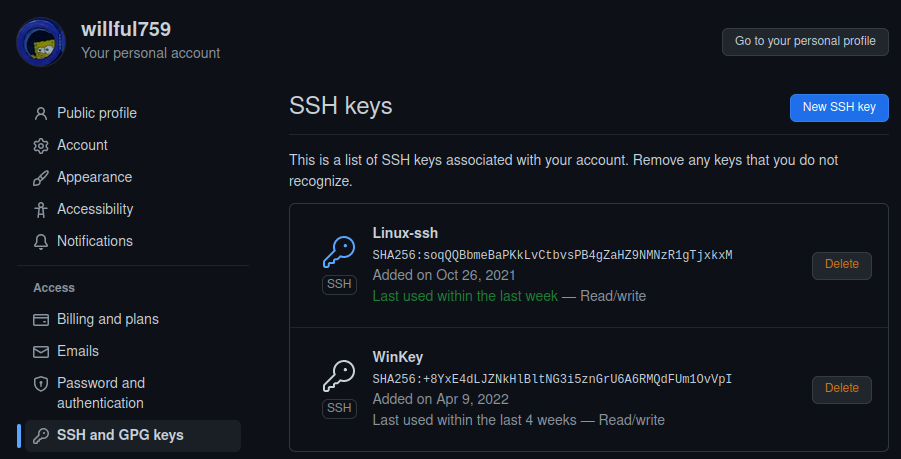 willful759
Your personal account
Go to your personal profile
Public profile
Account
Appearance
Accessibility
Notifications
Access
Billing and plans
Emails
Password and
authentication
SSH and GPG keys
SSH keys
New SSH key
This is a list of SSH keys associated with your account. Remove any keys that you do not
recognize.
Linux-ssh
SHA256:soqQQBbmeBaPKkLvCtbvsPB4gZaHZ9NMNzR1gTjxkxM
Added on Oct 26, 2021
Last used within the last week — Read/write
SSH
Delete
WinKey
SHA256:+8YxE4dLJZNkHlBltNG3i5znGrU6A6RMQdFUm1OvVpI
Added on Apr 9, 2022
Last used within the last 4 weeks — Read/write
SSH
Delete